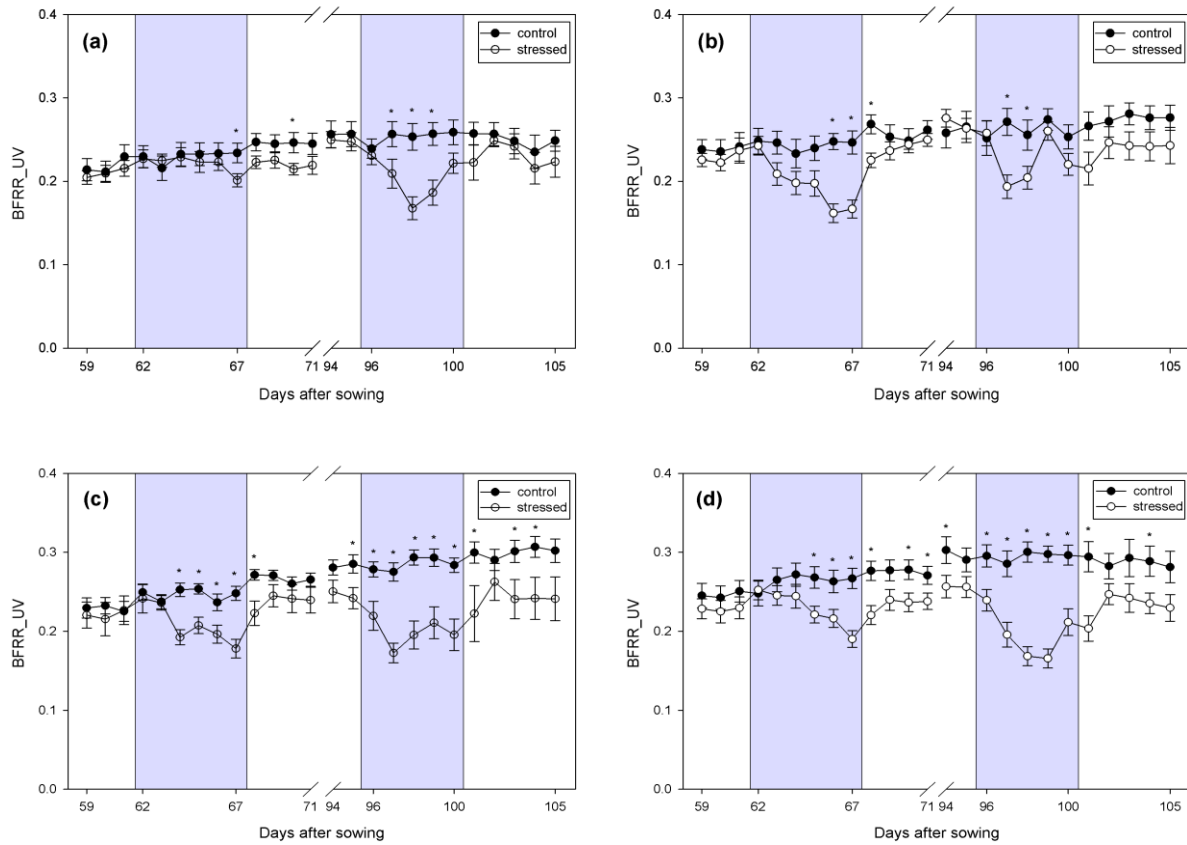 (a)
control
stressed
BFRR_UV
0.4
0.3
0.2
0.1
0.0
* * * * *
59 62 67 71 94 96 100 105
Days after sowing
(b)
control
stressed
BFRR_UV
0.4
0.3
0.2
0.1
0.0
* * * * *
59 62 67 71 94 96 100 105
Days after sowing
(c)
control
stressed
BFRR_UV
0.4
0.3
0.2
0.1
0.0
* * * * * * * * * * * * * *
59 62 67 71 94 96 100 105
Days after sowing
(d)
control
stressed
BFRR_UV
0.4
0.3
0.2
0.1
0.0
* * * * * * * * * * * * * *
59 62 67 71 94 96 100 105
Days after sowing